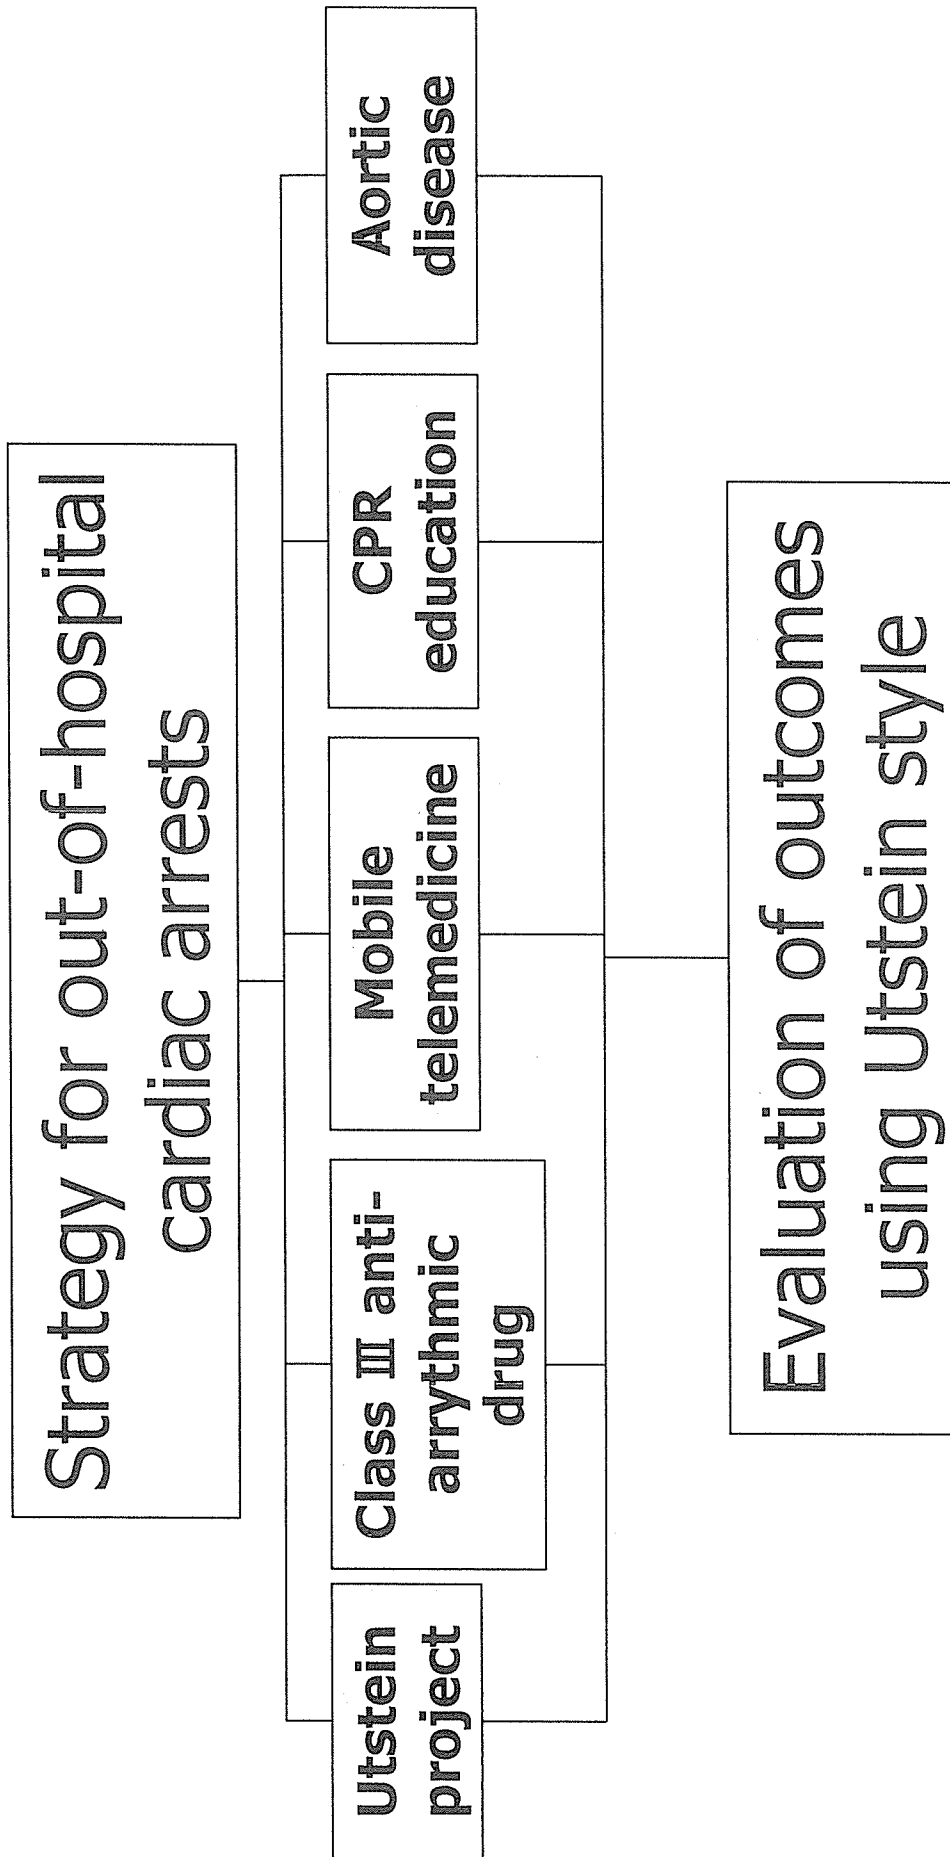 Strategy for out-of-hospital
cardiac arrests
Utstein
project
Class Ⅲ anti-
arrythmic
drug
Mobile
telemedicine
CPR
education
Aortic
disease
Evaluation of outcomes
using Utstein style